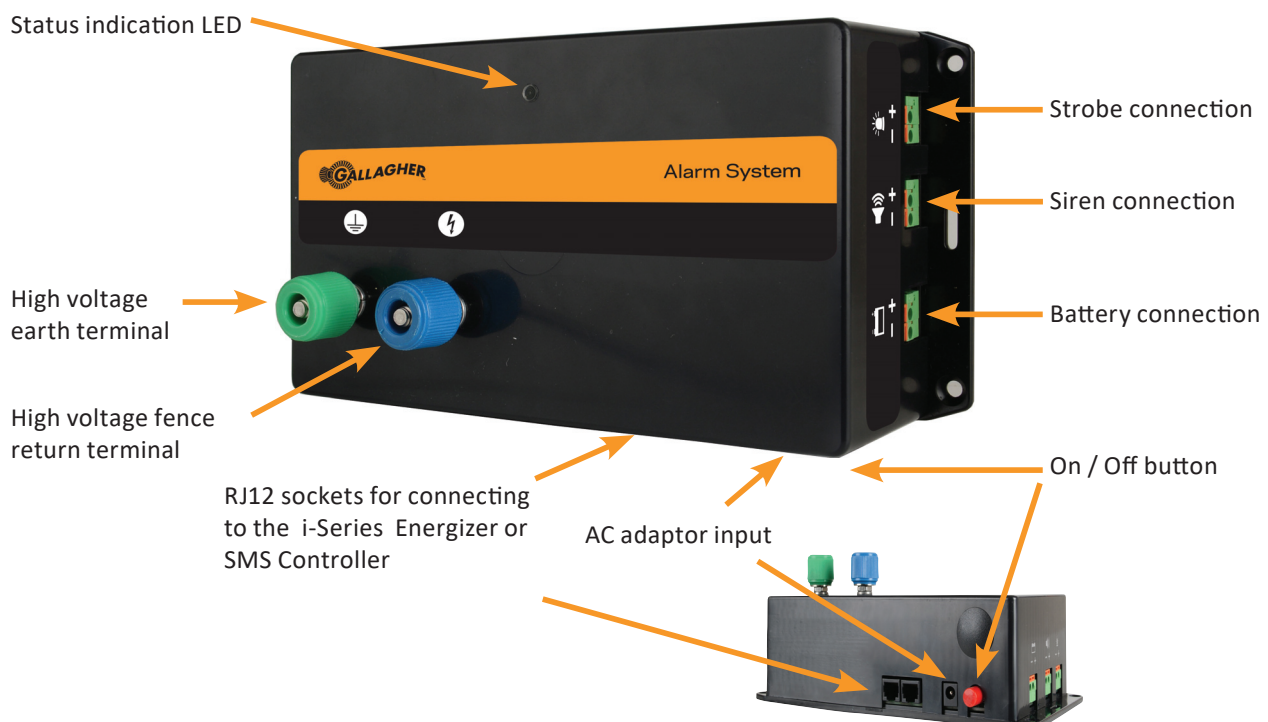 Status indication LED
Strobe connection
GALLAGHER
Alarm System
Siren connection
High voltage
earth terminal
Battery connection
High voltage fence
return terminal
On / Off button
RJ12 sockets for connecting
to the i-Series Energizer or
SMS Controller
AC adaptor input